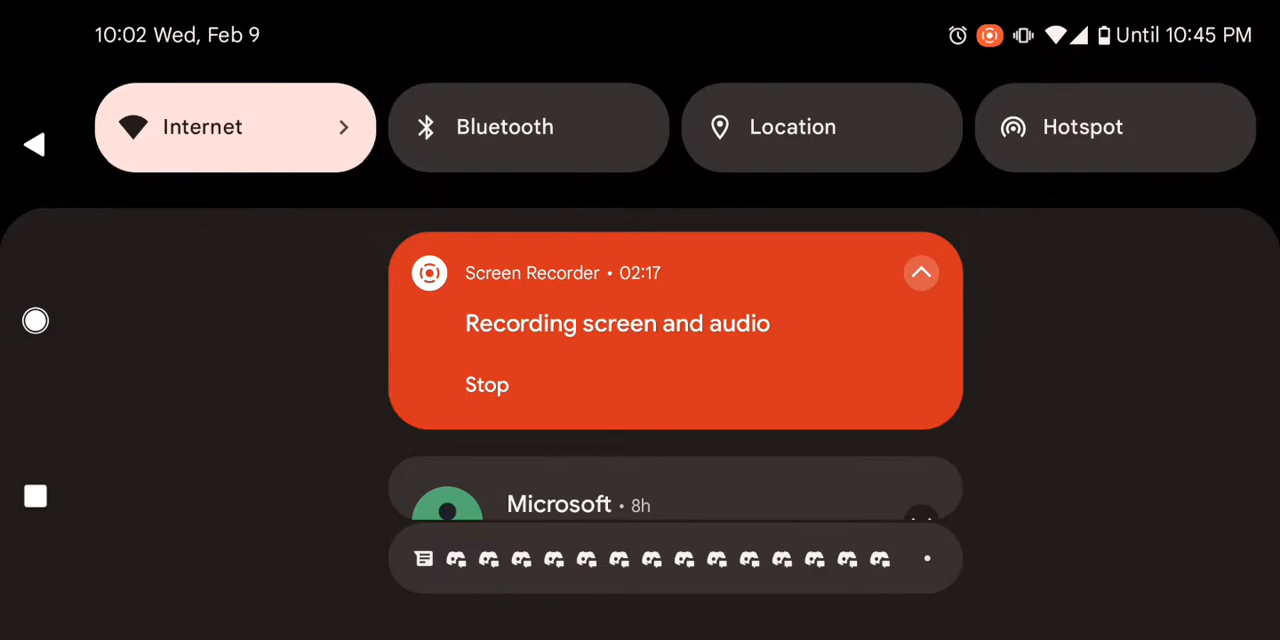 10:02 Wed, Feb 9
Until 10:45 PM
Internet
Bluetooth
Location
Hotspot
Screen Recorder • 02:17
Recording screen and audio
Stop
Microsoft • 8h